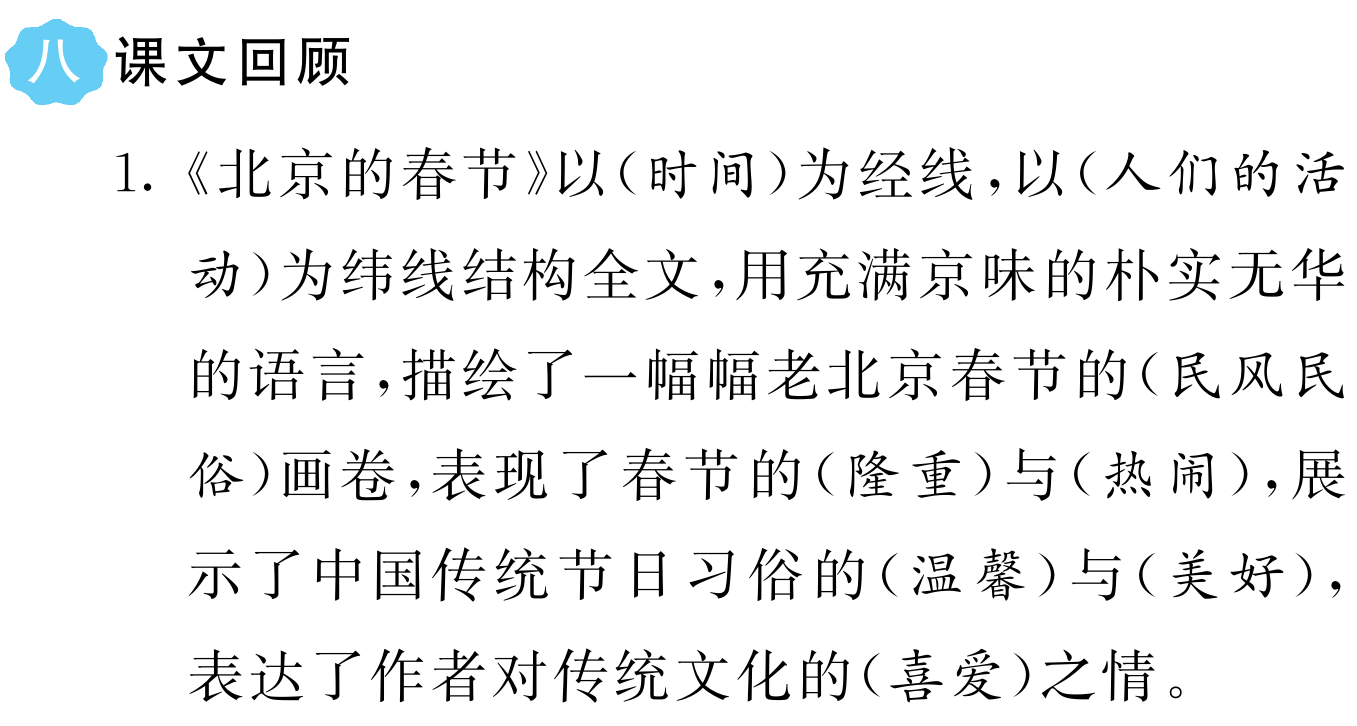 八 课文回顾
1.《北京的春节》以(时间)为经线,以(人们的活
动)为纬线结构全文,用充满京味的朴实无华
的语言,描绘了一幅幅老北京春节的(民风民
俗)画卷,表现了春节的(隆重)与(热闹),展
示了中国传统节日习俗的(温馨)与(美好),
表达了作者对传统文化的(喜爱)之情。